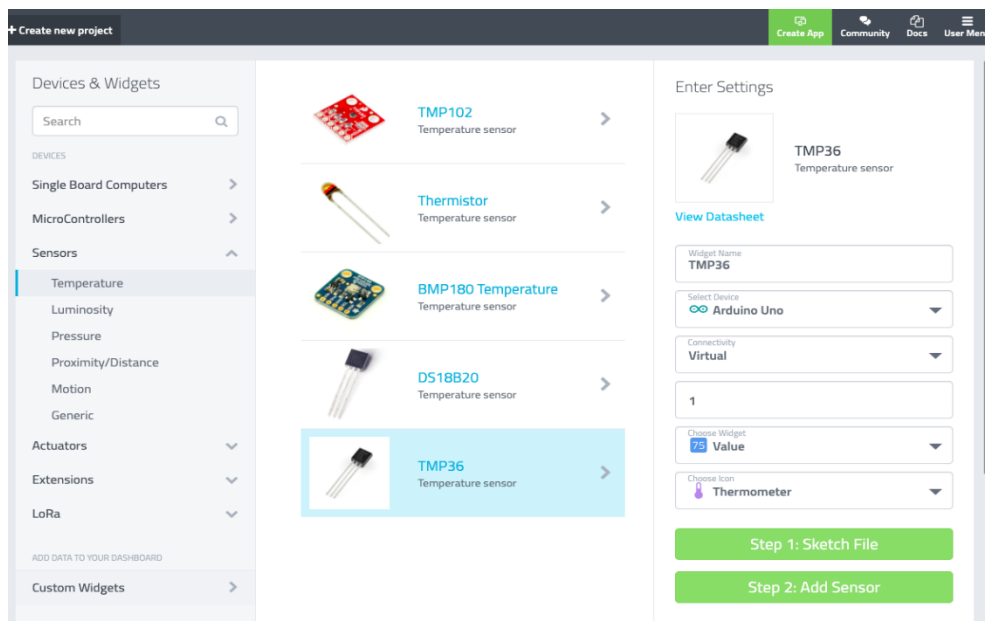 + Create new project
Create App
Community
Docs
User Men
Devices & Widgets
Search
DEVICES
Single Board Computers
MicroControllers
Sensors
Temperature
Luminosity
Pressure
Proximity/Distance
Motion
Generic
Actuators
Extensions
LoRa
ADD DATA TO YOUR DASHBOARD
Custom Widgets
TMP102
Temperature sensor
Thermistor
Temperature sensor
BMP180 Temperature
Temperature sensor
DS18B20
Temperature sensor
TMP36
Temperature sensor
Enter Settings
TMP36
Temperature sensor
View Datasheet
Widget Name
TMP36
Select Device
Arduino Uno
Connectivity
Virtual
1
Choose Widget
75 Value
Choose Icon
Thermometer
Step 1: Sketch File
Step 2: Add Sensor